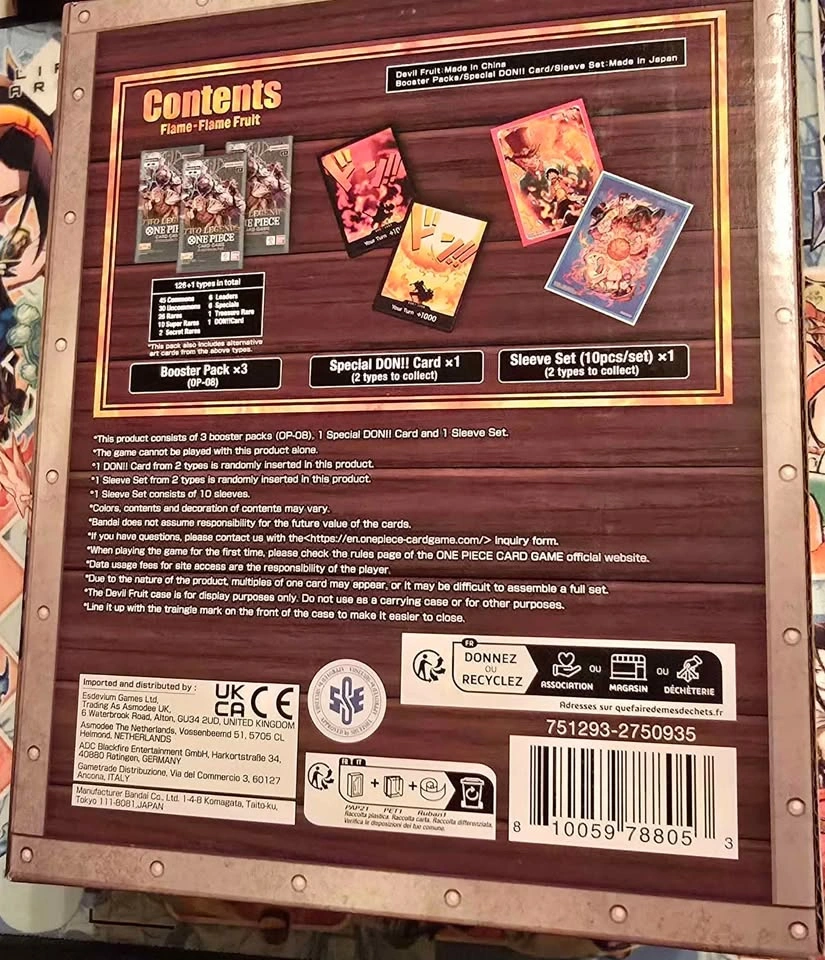 Devil Fruit:Made in China
Booster Packs/Special DON!! Card/Sleeve Set:Made in Japan
Contents
Flame-Flame Fruit
TWO LEGENDS
ONE PIECE
CARD GAME
ドン!!
Your Turn +1000
126+1 types in total
45 Commons
30 Uncommons
26 Rares
10 Super Rares
2 Secret Rares
6 Leaders
6 Specials
1 Treasure Rare
1 DON!!Card
*This pack also includes alternative
art cards from the above types.
Booster Pack ×3
(OP-08)
Special DON!! Card ×1
(2 types to collect)
Sleeve Set (10pcs/set) ×1
(2 types to collect)
*This product consists of 3 booster packs (OP-08), 1 Special DON!! Card and 1 Sleeve Set.
*The game cannot be played with this product alone.
*1 DON!! Card from 2 types is randomly inserted in this product.
*1 Sleeve Set from 2 types is randomly inserted in this product.
*1 Sleeve Set consists of 10 sleeves.
*Colors, contents and decoration of contents may vary.
*Bandai does not assume responsibility for the future value of the cards.
*If you have questions, please contact us with the<https://en.onepiece-cardgame.com/> inquiry form.
*When playing the game for the first time, please check the rules page of the ONE PIECE CARD GAME official website.
*Data usage fees for site access are the responsibility of the player.
*Due to the nature of the product, multiples of one card may appear, or it may be difficult to assemble a full set.
*The Devil Fruit case is for display purposes only. Do not use as a carrying case or for other purposes.
*Line it up with the traingle mark on the front of the case to make it easier to close.
FR
DONNEZ
OU
RECYCLEZ
ASSOCIATION
OU
MAGASIN
OU
DÉCHÈTERIE
Adresses sur quefairedemesdechets.fr
Imported and distributed by :
Esdevium Games Ltd,
Trading As Asmodee UK,
6 Waterbrook Road, Alton, GU34 2UD, UNITED KINGDOM
Asmodee The Netherlands, Vossenbeemd 51, 5705 CL
Helmond, NETHERLANDS
ADC Blackfire Entertainment GmbH, Harkortstraße 34,
40880 Ratingen, GERMANY
Gametrade Distribuzione, Via del Commercio 3, 60127
Ancona, ITALY
Manufacturer Bandai Co., Ltd. 1-4-8 Komagata, Taito-ku,
Tokyo 111-8081,JAPAN
UK
CA CE
FR IT
PAP21
PET1
Ruban1
Raccolta plastica. Raccolta carta. Raccolta differenziata.
Verifica le disposizioni del tuo comune.
751293-2750935
8 10059 78805 3